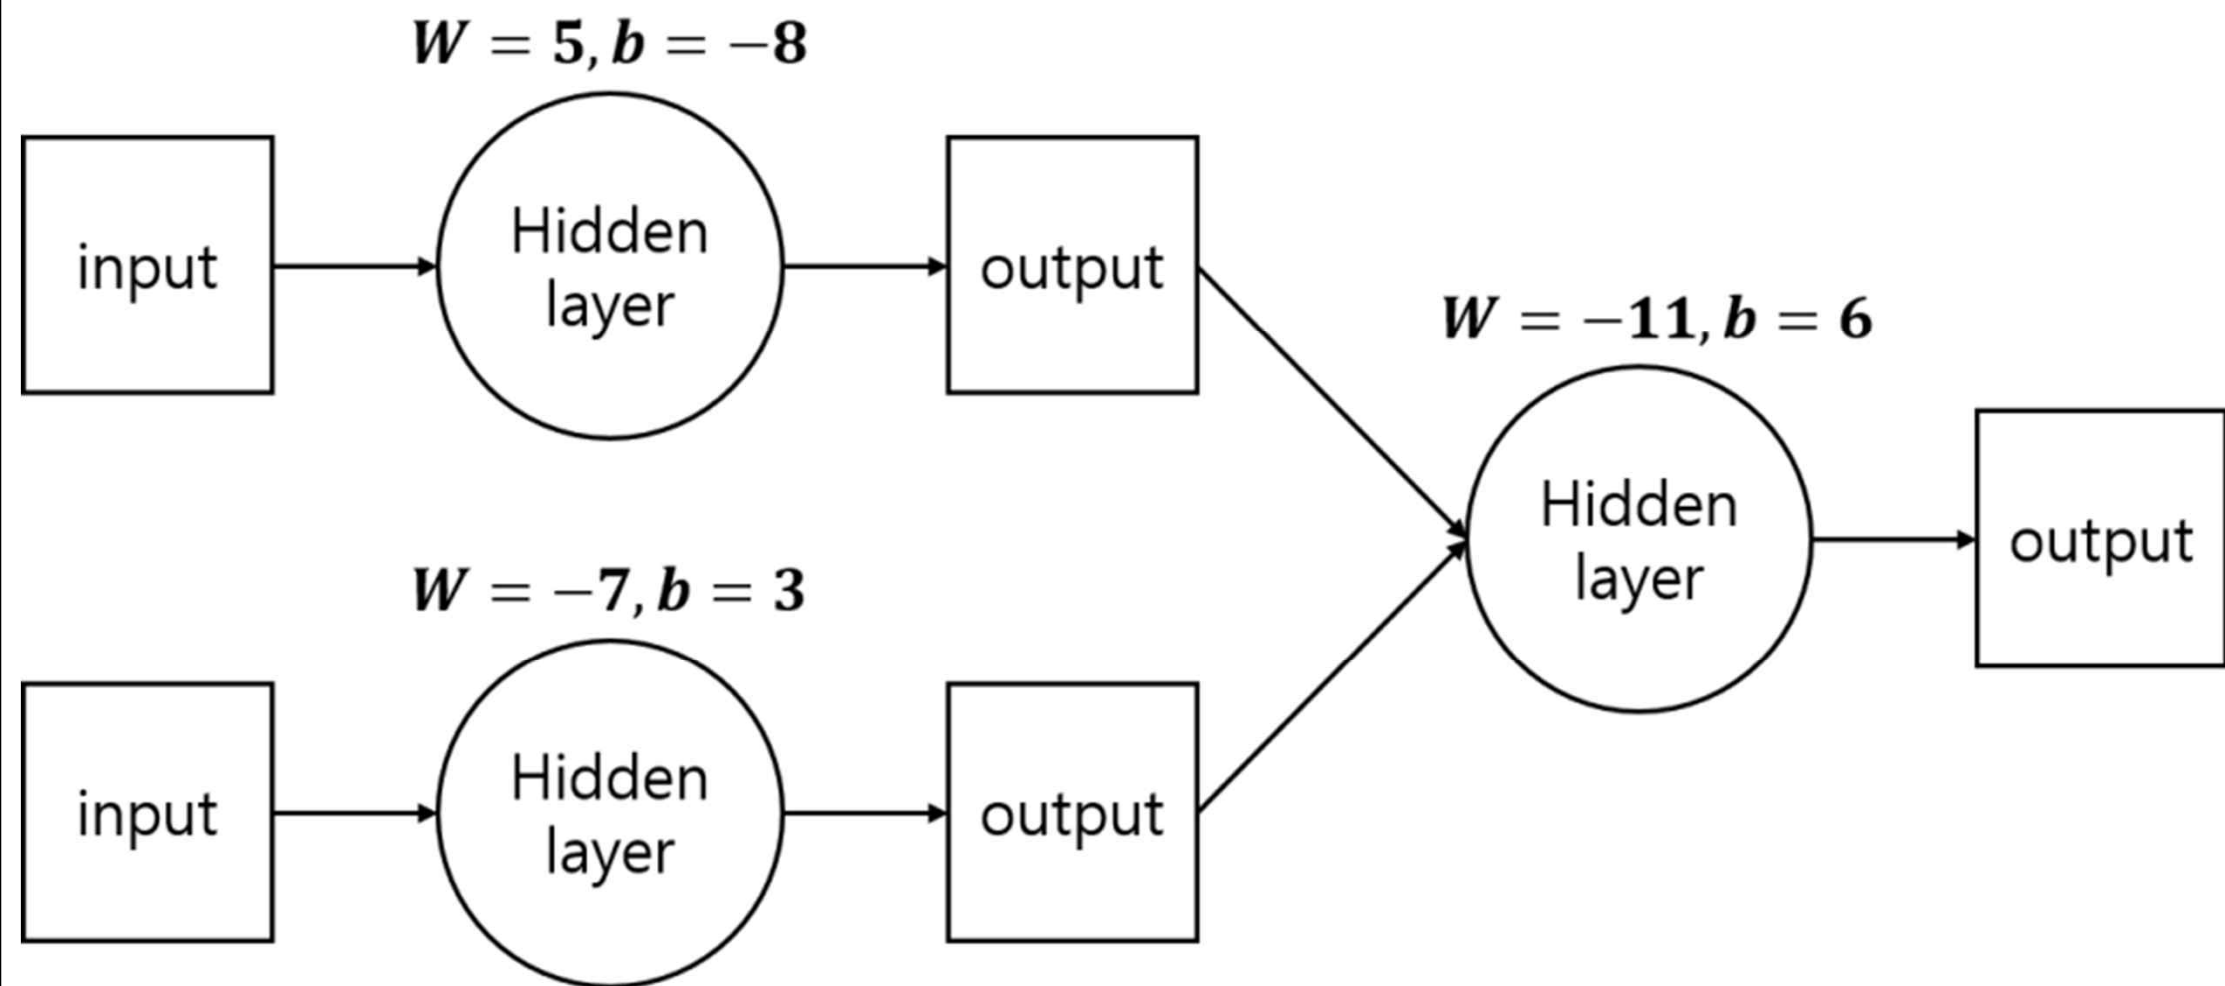 W = 5, b = −8
input
Hidden
layer
output
W = −11, b = 6
Hidden
layer
output
W = −7, b = 3
input
Hidden
layer
output